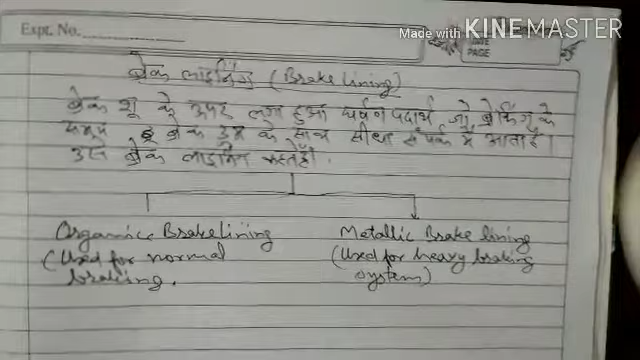 Expt. No.
Made with KINEMASTER
PAGE
ब्रेक लाइनिंग (Brake lining)
ब्रेक शू के ऊपर लगा हुआ घर्षण पदार्थ जो ब्रेकिंग के
समय ब्रेक ड्रम के साथ सीधा संपर्क में आता है।
उसे ब्रेक लाइनिंग कहते हैं।
Organic Brake lining
Metallic Brake lining
(Used for normal
braking.
(Used for heavy braking
system)